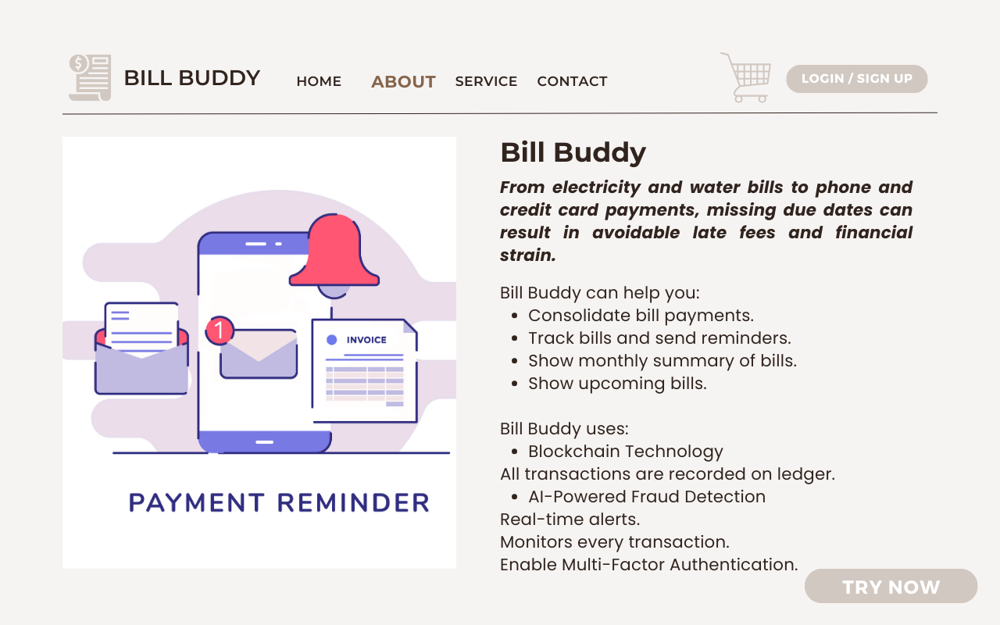 BILL BUDDY
HOME ABOUT SERVICE CONTACT
LOGIN / SIGN UP
$
1
INVOICE
PAYMENT REMINDER
Bill Buddy
From electricity and water bills to phone and
credit card payments, missing due dates can
result in avoidable late fees and financial
strain.
Bill Buddy can help you:
• Consolidate bill payments.
• Track bills and send reminders.
• Show monthly summary of bills.
• Show upcoming bills.
Bill Buddy uses:
• Blockchain Technology
All transactions are recorded on ledger.
• AI-Powered Fraud Detection
Real-time alerts.
Monitors every transaction.
Enable Multi-Factor Authentication.
TRY NOW